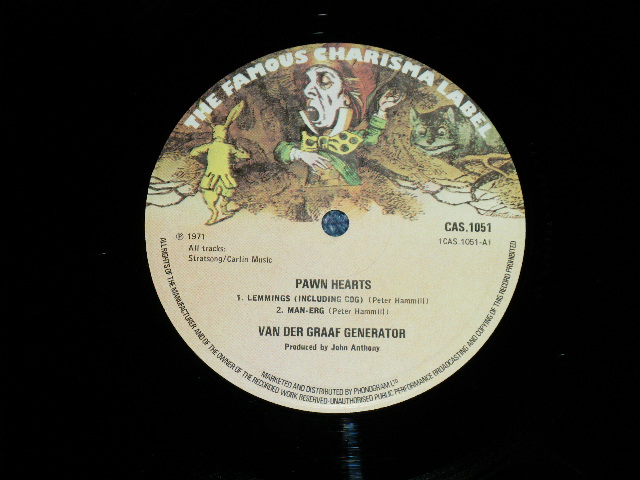 THE FAMOUS CHARISMA LABEL
℗ 1971
All tracks:
Stratsong/Carlin Music
CAS.1051
1CAS.1051-A1
PAWN HEARTS
1. LEMMINGS (INCLUDING COG) (Peter Hammill)
2. MAN-ERG (Peter Hammill)
VAN DER GRAAF GENERATOR
Produced by John Anthony
MARKETED AND DISTRIBUTED BY PHONOGRAM LTD
ALL RIGHTS OF THE MANUFACTURER AND OF THE OWNER OF THE RECORDED WORK RESERVED-UNAUTHORISED PUBLIC PERFORMANCE BROADCASTING AND COPYING OF THIS RECORD PROHIBITED